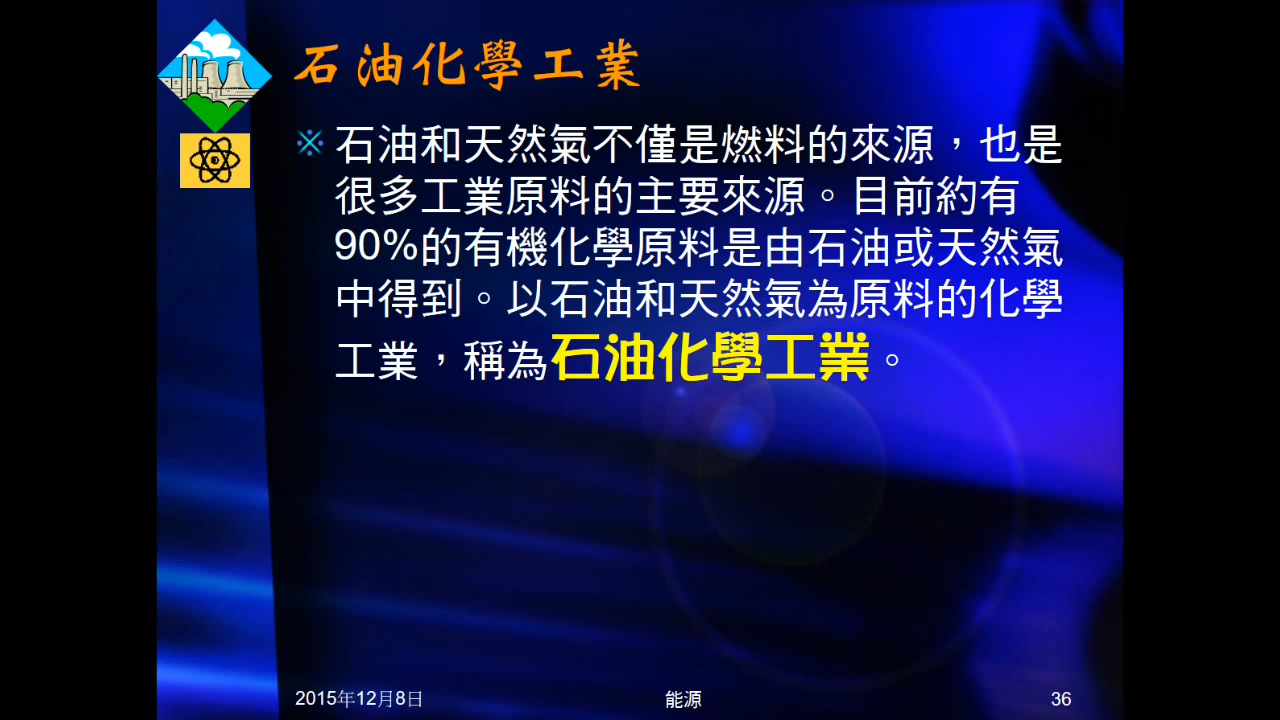 石油化學工業
※石油和天然氣不僅是燃料的來源，也是
很多工業原料的主要來源。目前約有
90%的有機化學原料是由石油或天然氣
中得到。以石油和天然氣為原料的化學
工業，稱為石油化學工業。
2015年12月8日
能源
36